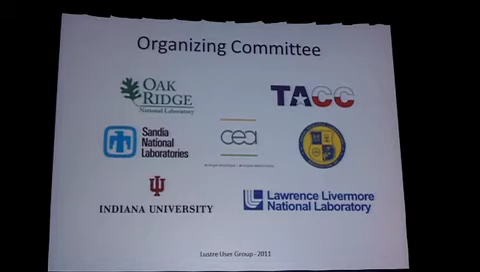 Organizing Committee
OAK
RIDGE
National Laboratory
TACC
Sandia
National
Laboratories
cea
INDIANA UNIVERSITY
Lawrence Livermore
National Laboratory
Lustre User Group - 2011